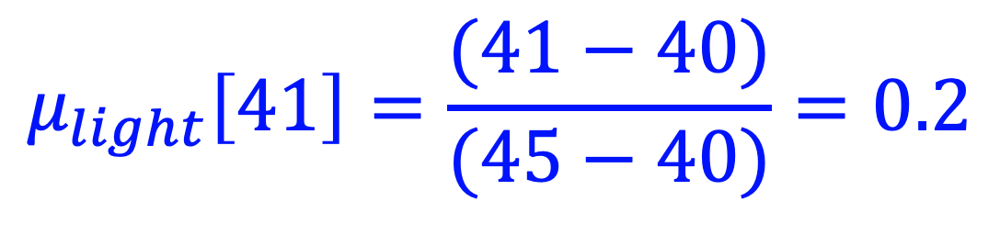 μ_light[41] = (41 − 40) / (45 − 40) = 0.2